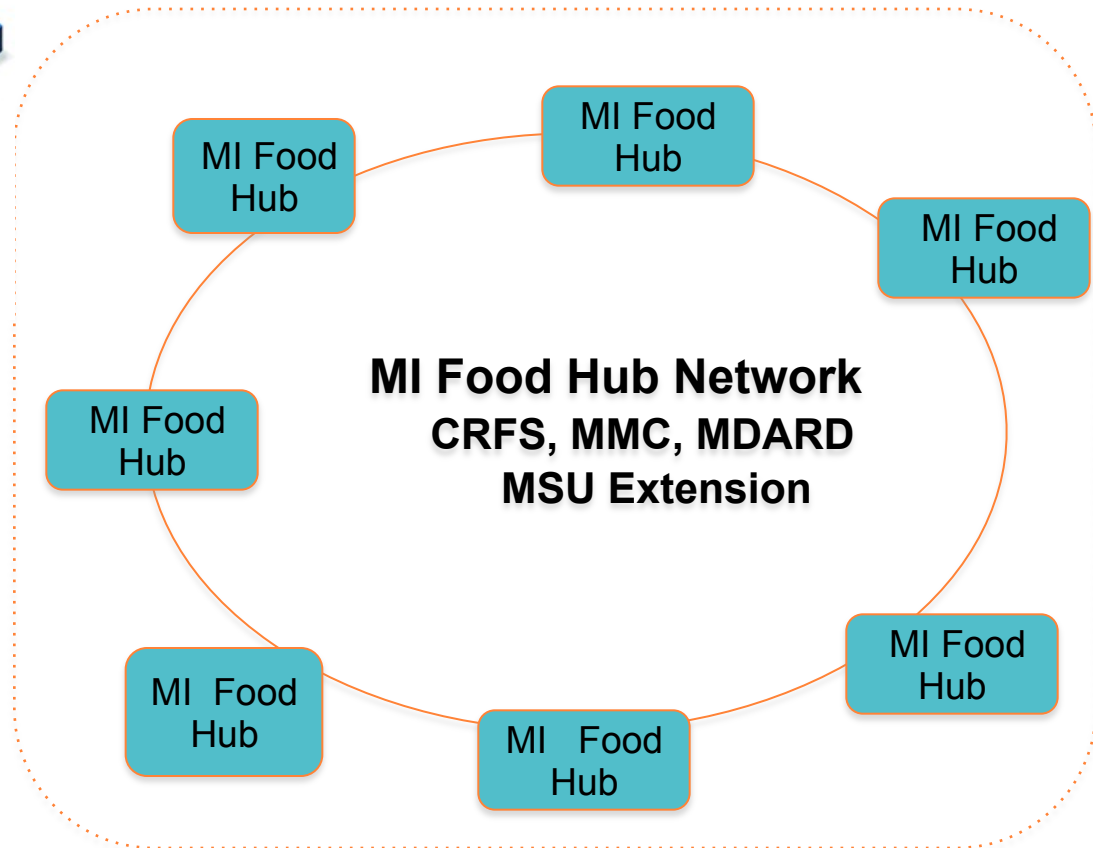 MI Food
Hub
MI Food
Hub
MI Food
Hub
MI Food Hub Network
CRFS, MMC, MDARD
MSU Extension
MI Food
Hub
MI Food
Hub
MI Food
Hub
MI Food
Hub